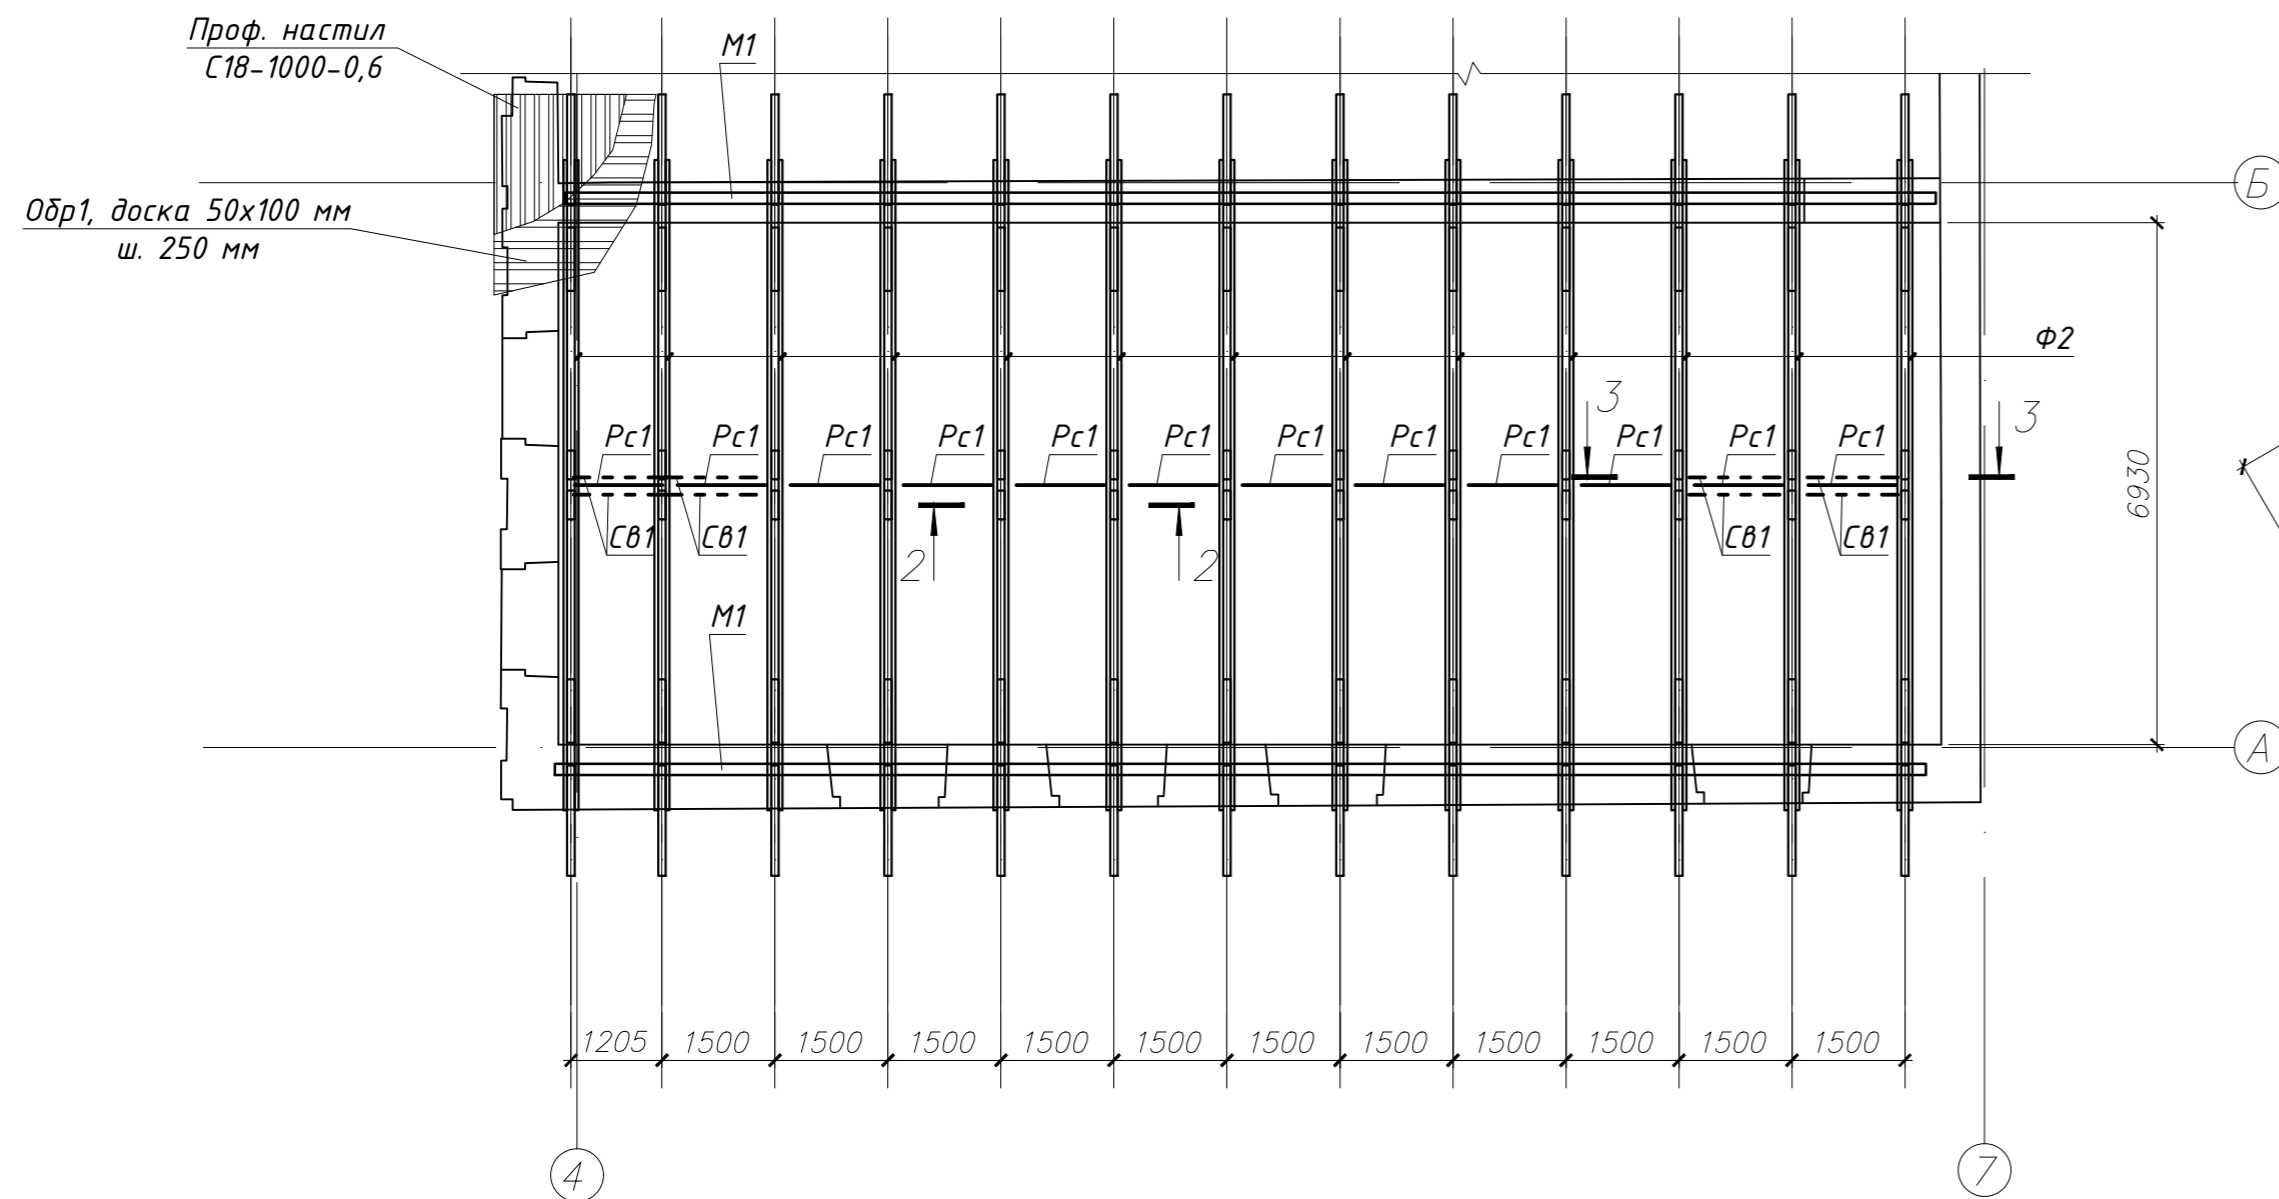 Проф. настил
С18-1000-0,6
М1
Обр1, доска 50х100 мм
ш. 250 мм
Б
Ф2
3
3
Рс1 Рс1 Рс1 Рс1 Рс1 Рс1 Рс1 Рс1 Рс1 Рс1 Рс1 Рс1
6930
Св1 Св1 Св1 Св1
2 2
М1
А
1205 1500 1500 1500 1500 1500 1500 1500 1500 1500 1500 1500
4 7